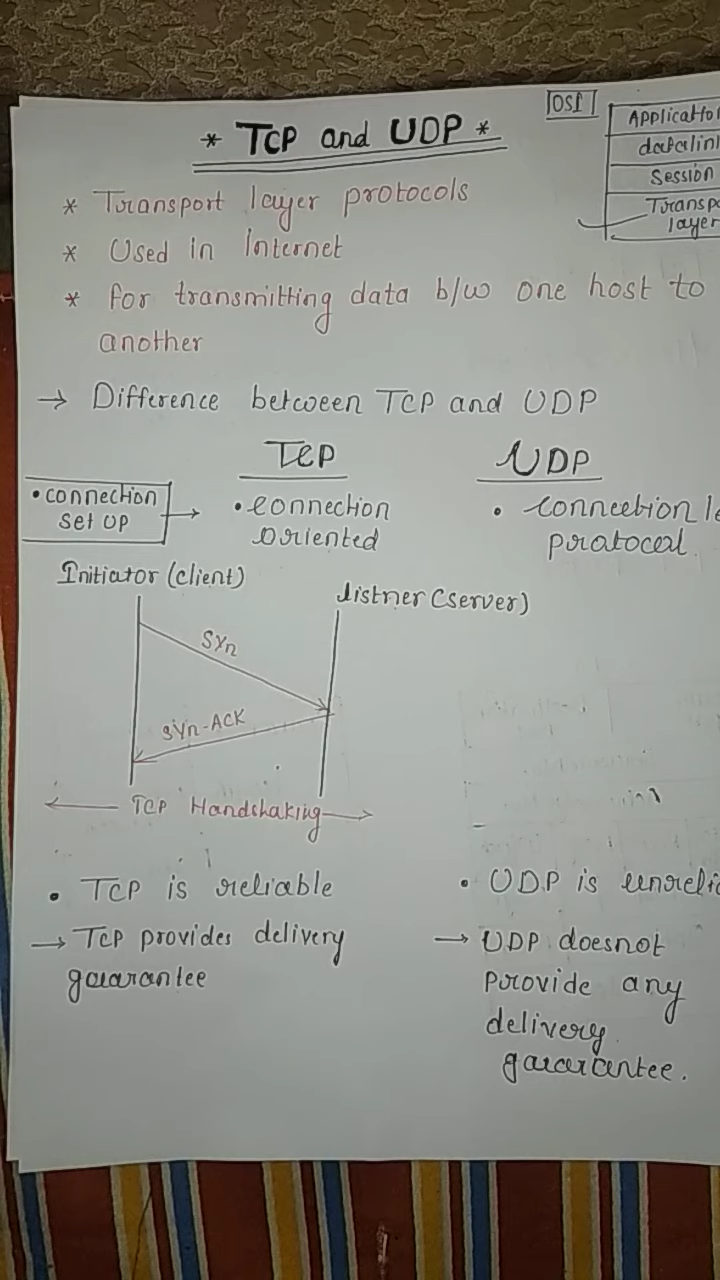 * TCP and UDP *
OSI
Application
datalin
Session
Transpo
layer
* Transport layer protocols
* Used in Internet
* for transmitting data b/w one host to
another
→ Difference between TCP and UDP
TCP
UDP
• connection
set up
→
• connection
oriented
• connection le
protocol.
Initiator (client)
listner (server)
SYn
SYn-ACK
← TCP Handshaking →
• TCP is reliable
→ TCP provides delivery
guarantee
• UDP is unrelia
→ UDP doesnot
provide any
delivery
guarantee.